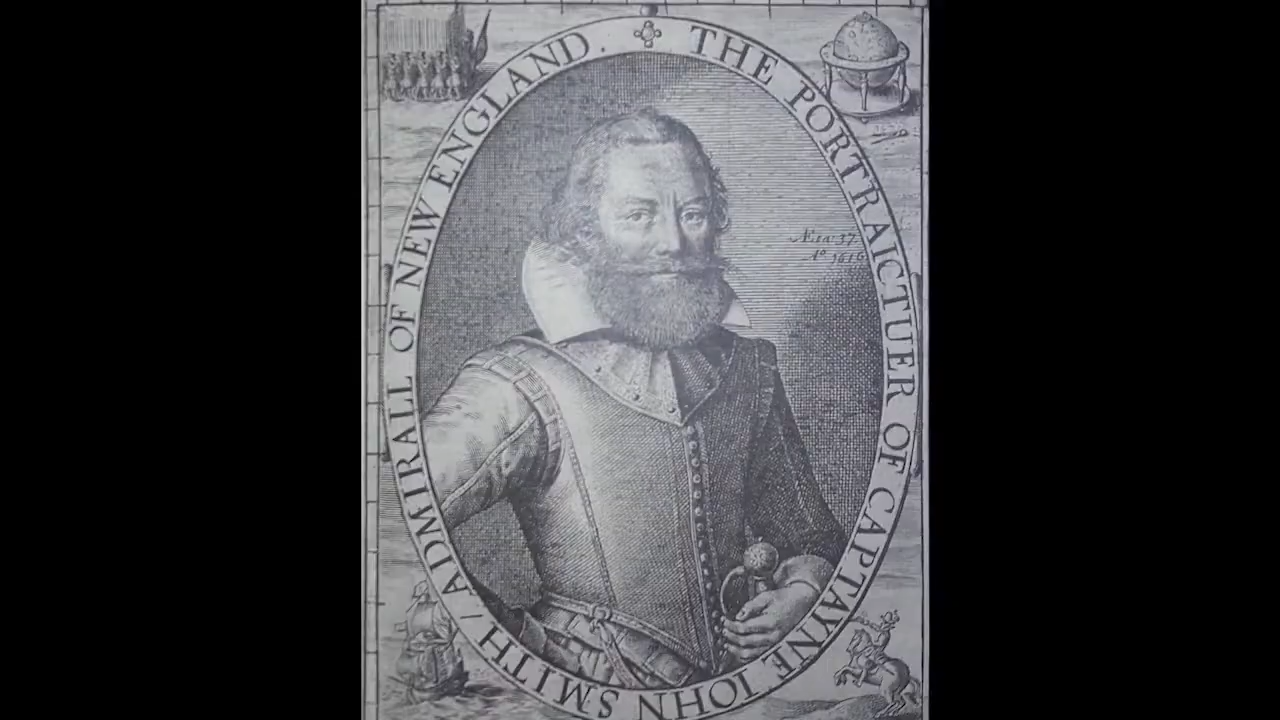 THE PORTRAICTUER OF CAPTAYNE IOHN SMITH / ADMIRALL OF NEW ENGLAND .
Æta 37
Aº 1616